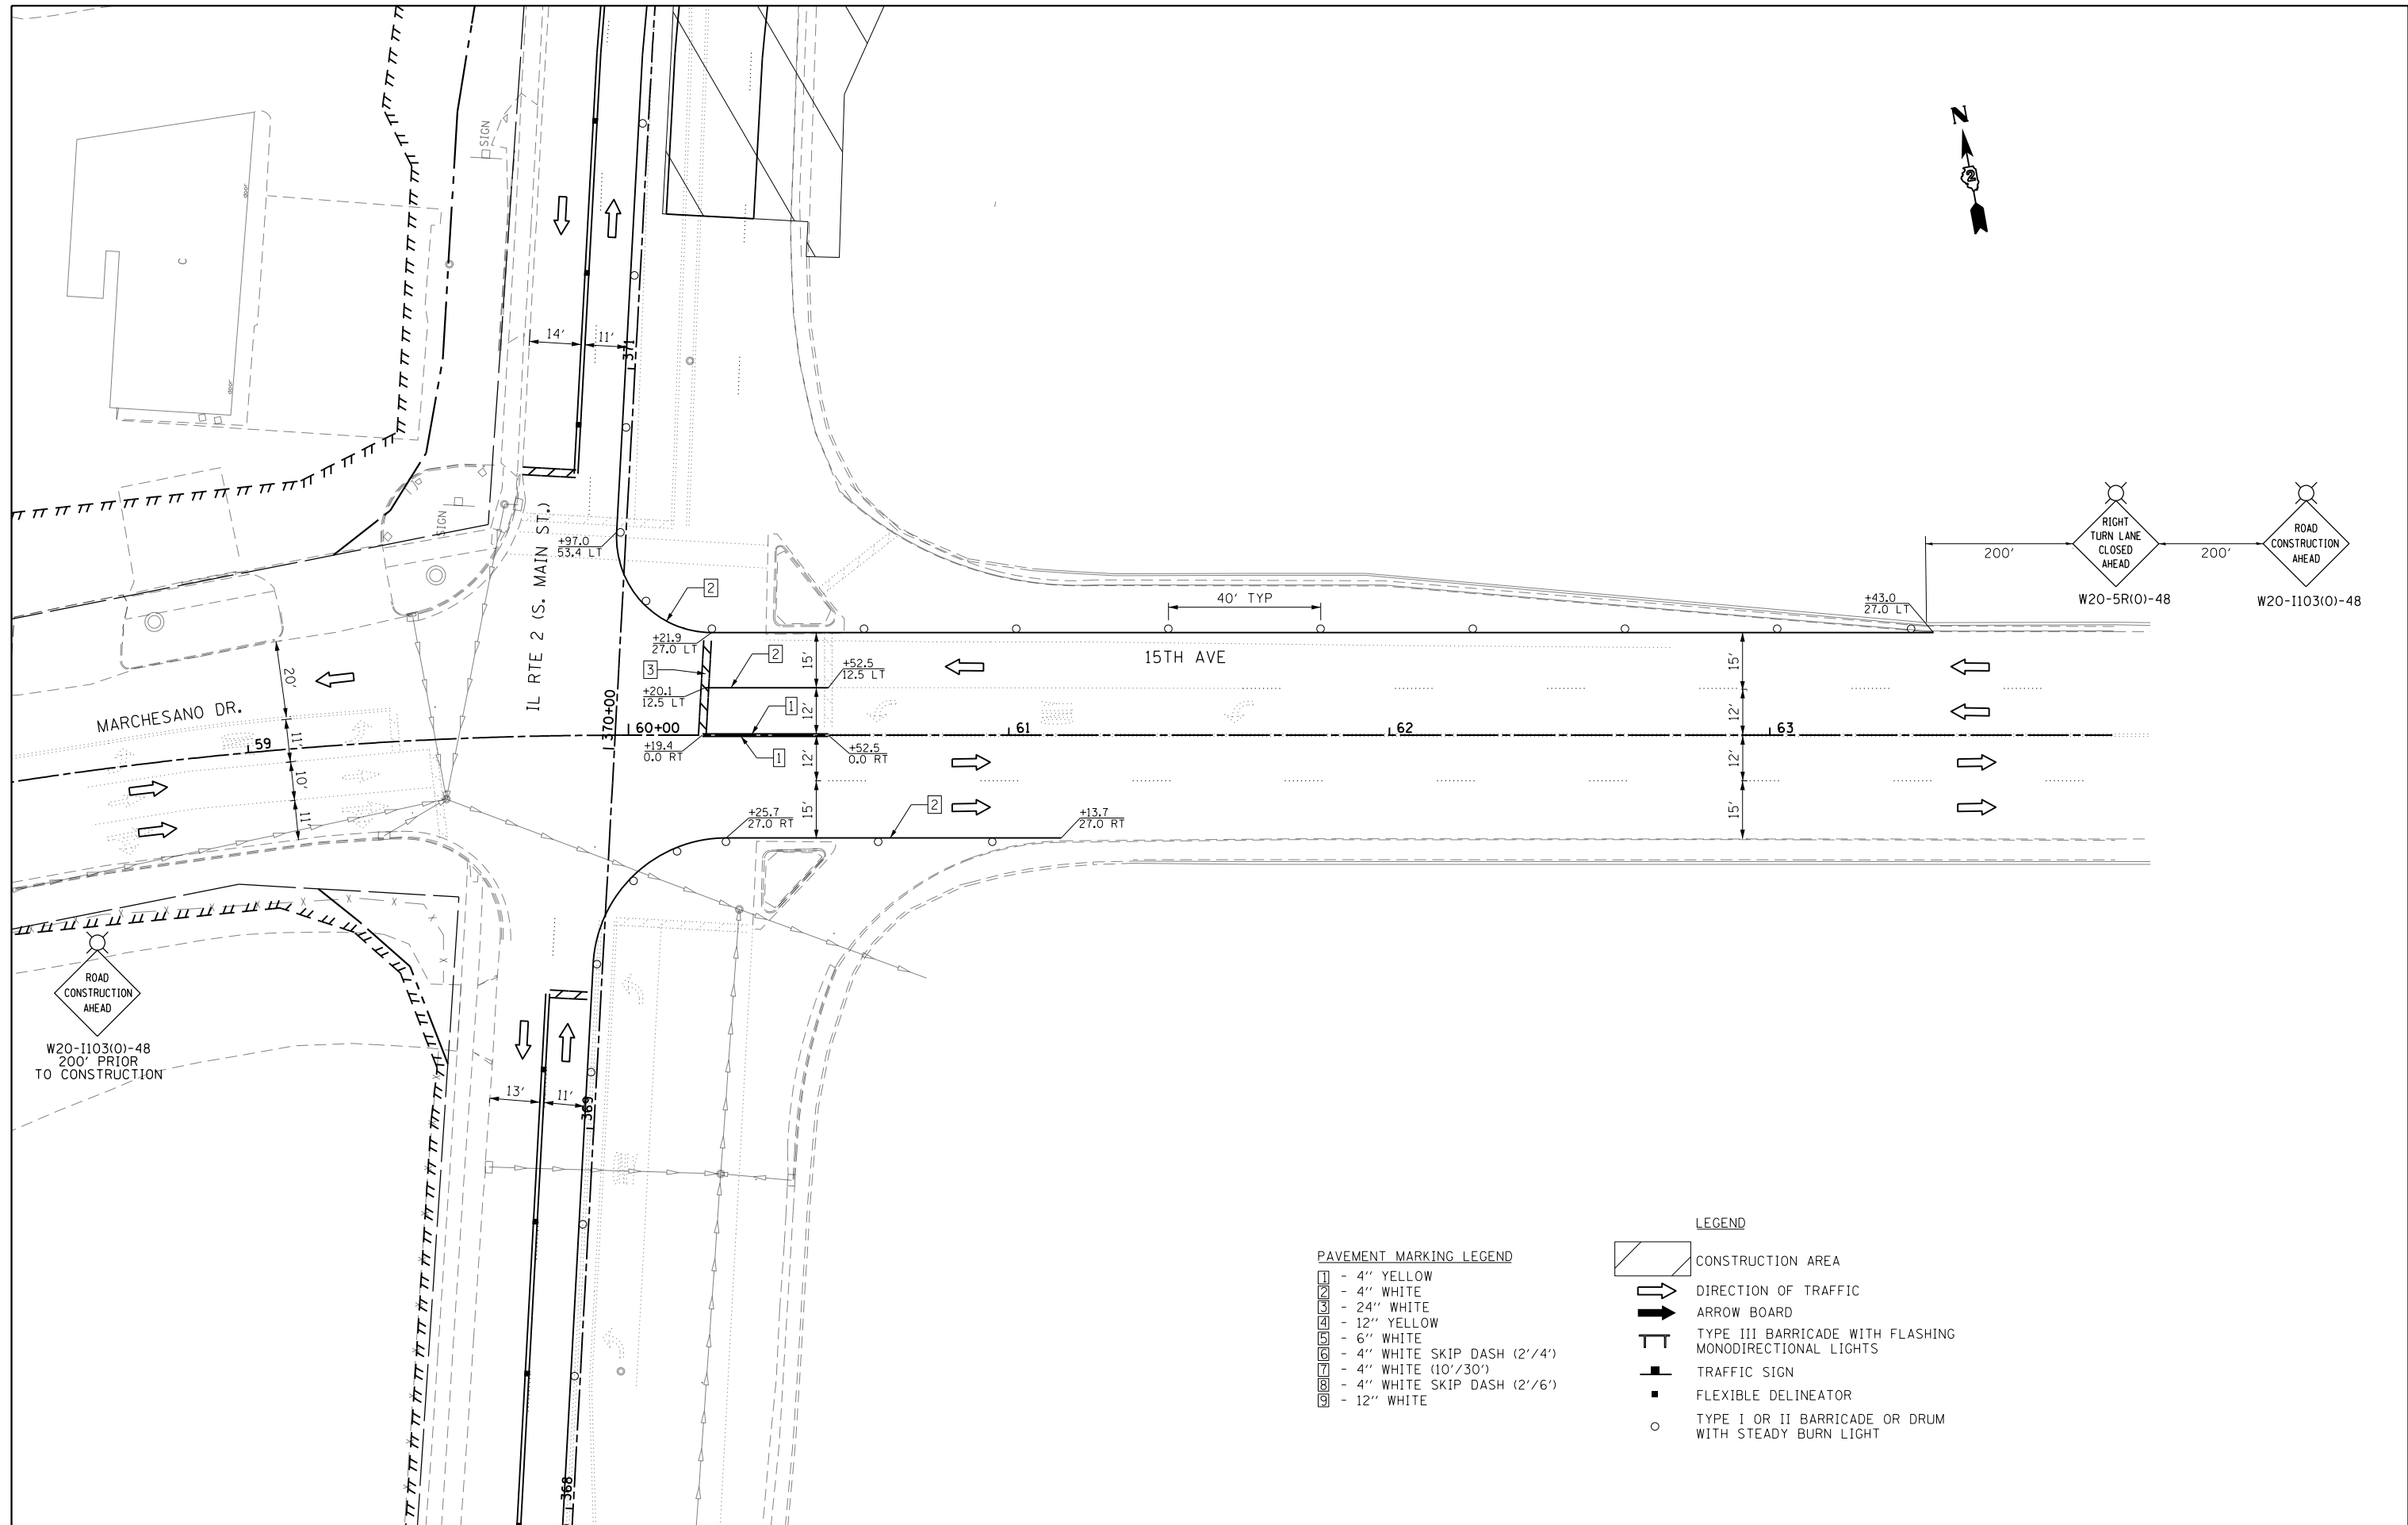 N
2
SIGN
door
C
door
14'
11'
371
SIGN
IL RTE 2 (S. MAIN ST.)
+97.0
53.4 LT
2
RIGHT
TURN LANE
CLOSED
AHEAD
ROAD
CONSTRUCTION
AHEAD
200'
200'
W20-5R(O)-48
W20-I103(O)-48
40' TYP
+43.0
27.0 LT
+21.9
27.0 LT
3
2
15'
+52.5
12.5 LT
15TH AVE
15'
20'
+20.1
12.5 LT
1
12'
12'
MARCHESANO DR.
370+00
60+00
61
62
63
59
11'
+19.4
0.0 RT
1
12'
+52.5
0.0 RT
12'
10'
11'
+25.7
27.0 RT
15'
2
+13.7
27.0 RT
15'
ROAD
CONSTRUCTION
AHEAD
W20-I103(O)-48
200' PRIOR
TO CONSTRUCTION
13'
11'
369
368
PAVEMENT MARKING LEGEND
1 - 4'' YELLOW
2 - 4'' WHITE
3 - 24'' WHITE
4 - 12'' YELLOW
5 - 6'' WHITE
6 - 4'' WHITE SKIP DASH (2'/4')
7 - 4'' WHITE (10'/30')
8 - 4'' WHITE SKIP DASH (2'/6')
9 - 12'' WHITE
LEGEND
CONSTRUCTION AREA
DIRECTION OF TRAFFIC
ARROW BOARD
TYPE III BARRICADE WITH FLASHING
MONODIRECTIONAL LIGHTS
TRAFFIC SIGN
FLEXIBLE DELINEATOR
TYPE I OR II BARRICADE OR DRUM
WITH STEADY BURN LIGHT